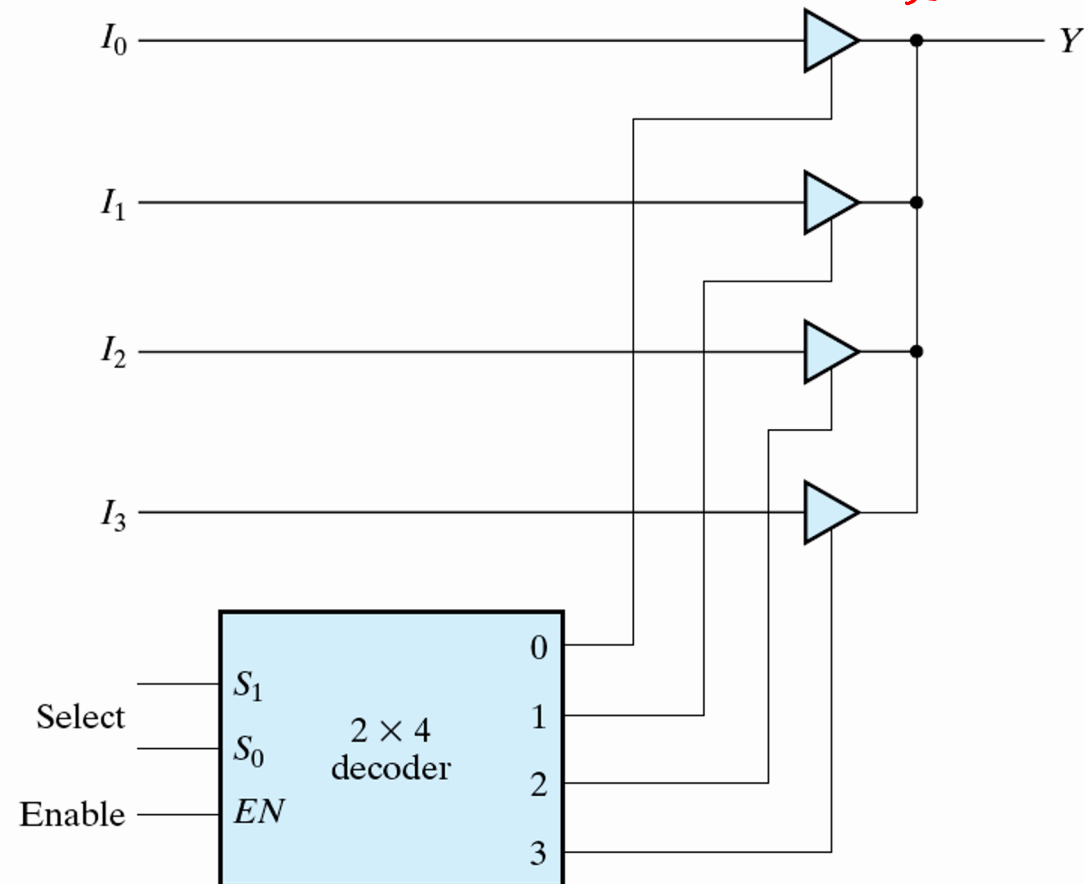 I₀
Y
I₁
I₂
I₃
0
S₁
Select
1
2 × 4
S₀
decoder
2
Enable
EN
3